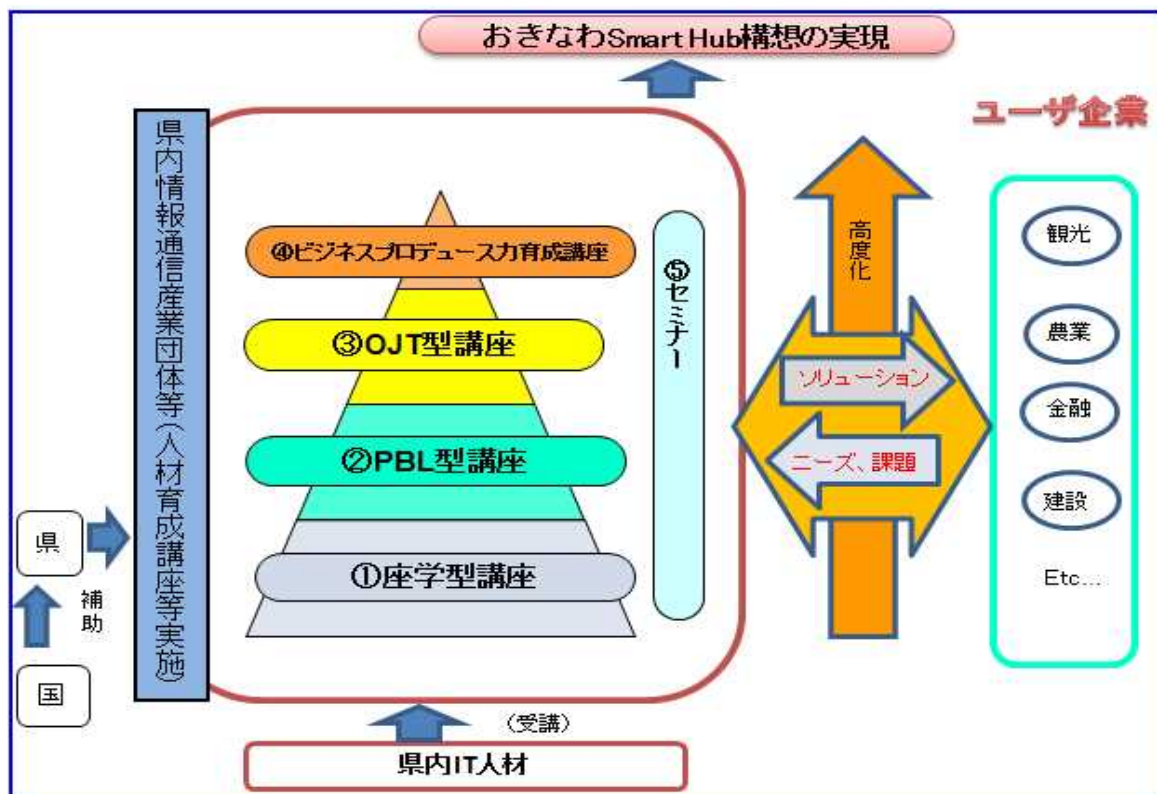 おきなわSmart Hub構想の実現
ユーザ企業
県内情報通信産業団体等（人材育成講座等実施）
④ビジネスプロデュース力育成講座
③OJT型講座
②PBL型講座
①座学型講座
⑤セミナー
高度化
ソリューション
ニーズ、課題
観光
農業
金融
建設
Etc…
県
補助
国
（受講）
県内IT人材